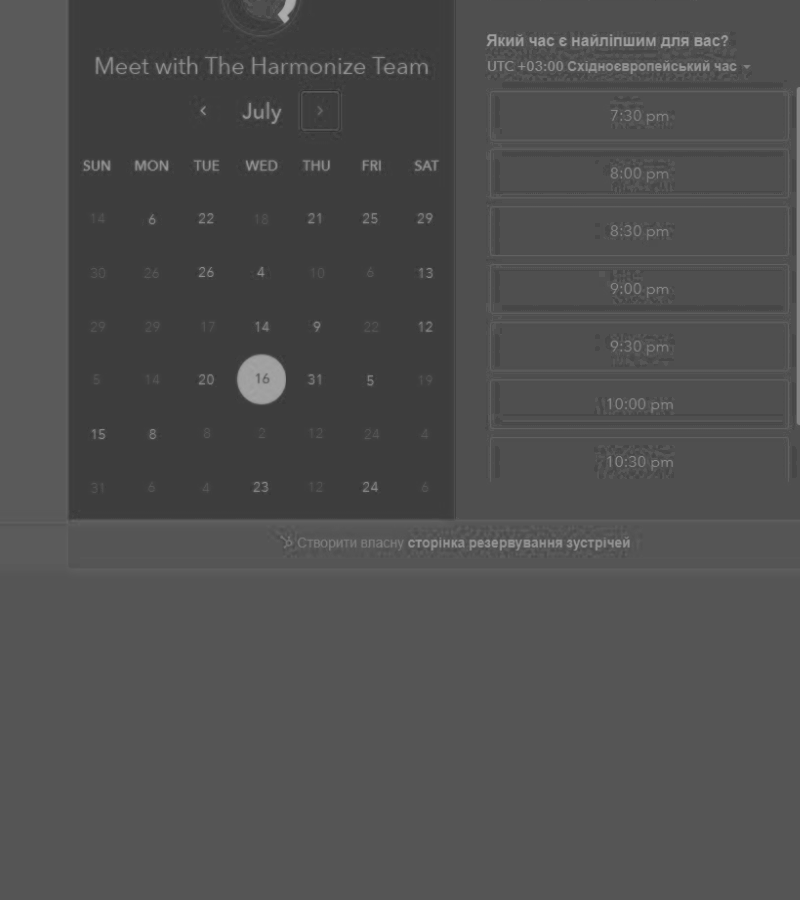 Meet with The Harmonize Team
July
SUN MON TUE WED THU FRI SAT
14 6 22 18 21 25 29
30 26 26 4 10 6 13
29 29 17 14 9 22 12
5 14 20 16 31 5 19
15 8 8 2 12 24 4
31 6 4 23 12 24 6
Який час є найліпшим для вас?
UTC +03:00 Східноєвропейський час
7:30 pm
8:00 pm
8:30 pm
9:00 pm
9:30 pm
10:00 pm
10:30 pm
Створити власну сторінка резервування зустрічей